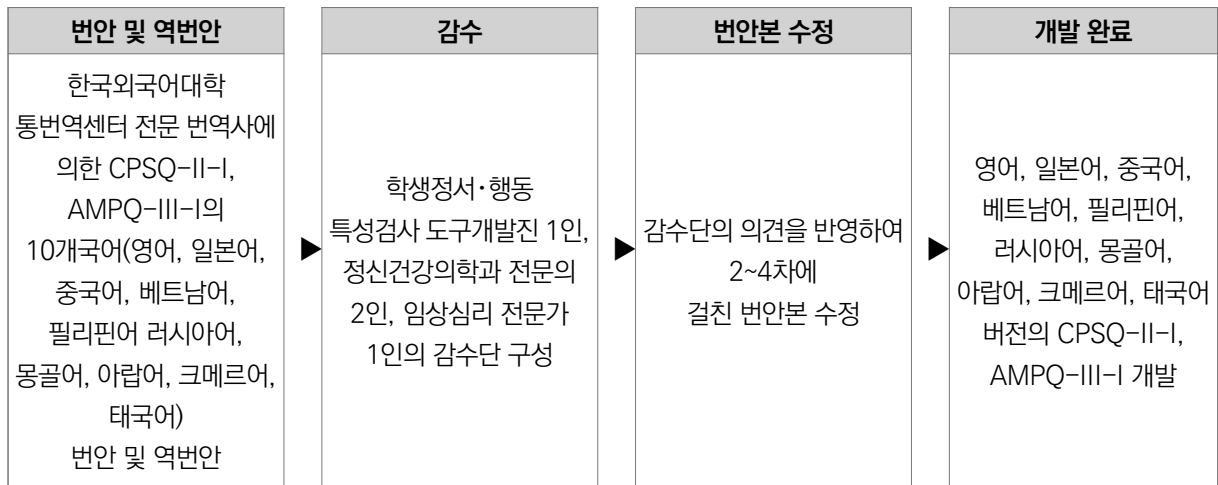 번안 및 역번안
한국외국어대학
통번역센터 전문 번역사에
의한 CPSQ-II-I,
AMPQ-III-I의
10개국어(영어, 일본어,
중국어, 베트남어,
필리핀어 러시아어,
몽골어, 아랍어, 크메르어,
태국어)
번안 및 역번안
▶
감수
학생정서·행동
특성검사 도구개발진 1인,
정신건강의학과 전문의
2인, 임상심리 전문가
1인의 감수단 구성
▶
번안본 수정
감수단의 의견을 반영하여
2~4차에
걸친 번안본 수정
▶
개발 완료
영어, 일본어, 중국어,
베트남어, 필리핀어,
러시아어, 몽골어,
아랍어, 크메르어, 태국어
버전의 CPSQ-II-I,
AMPQ-III-I 개발